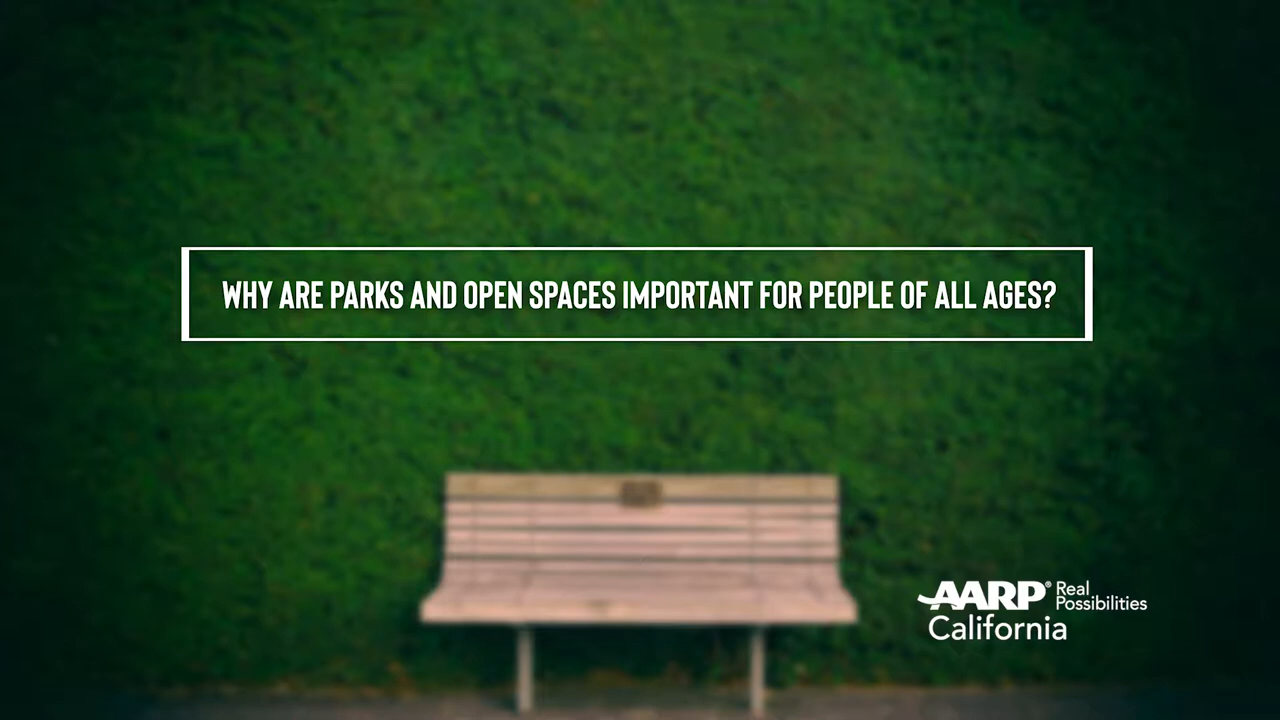 WHY ARE PARKS AND OPEN SPACES IMPORTANT FOR PEOPLE OF ALL AGES?
AARP® Real
Possibilities
California